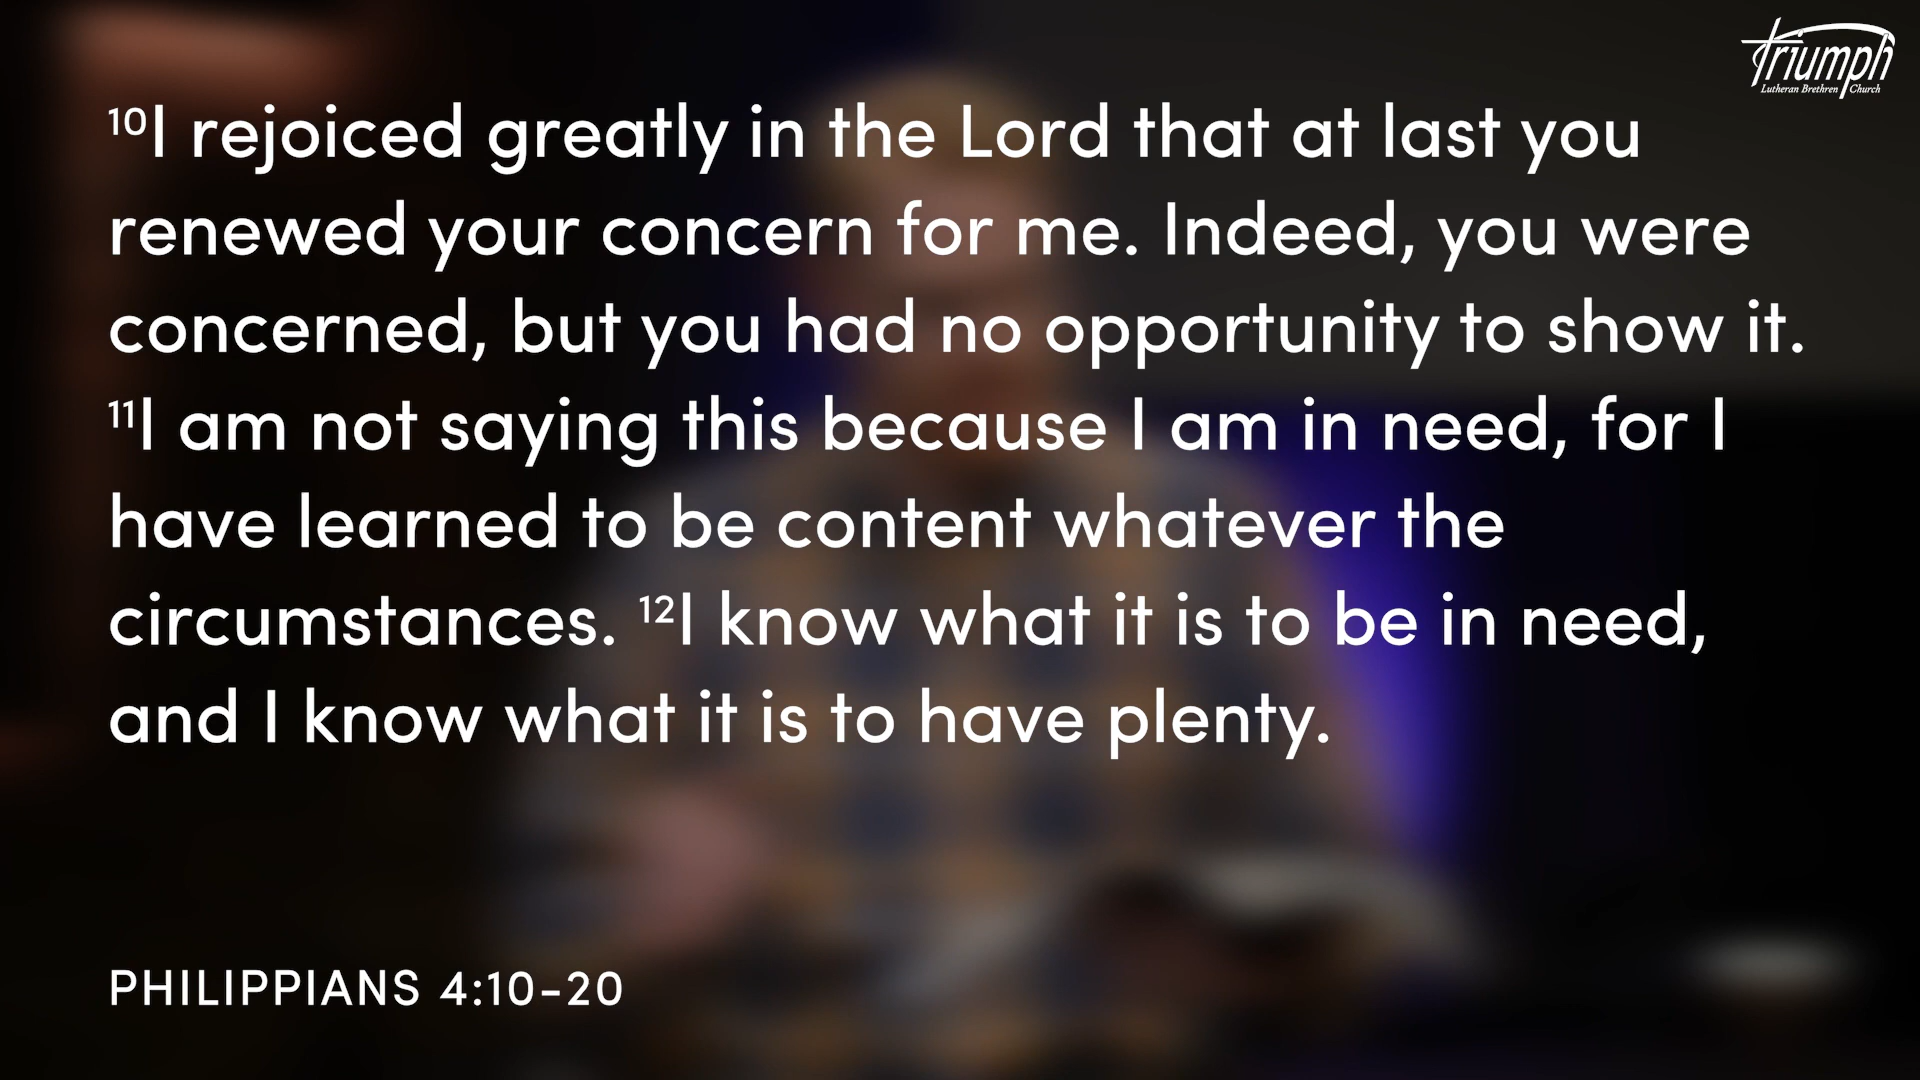 triumph
Lutheran Brethren Church
¹⁰I rejoiced greatly in the Lord that at last you
renewed your concern for me. Indeed, you were
concerned, but you had no opportunity to show it.
¹¹I am not saying this because I am in need, for I
have learned to be content whatever the
circumstances. ¹²I know what it is to be in need,
and I know what it is to have plenty.
PHILIPPIANS 4:10-20